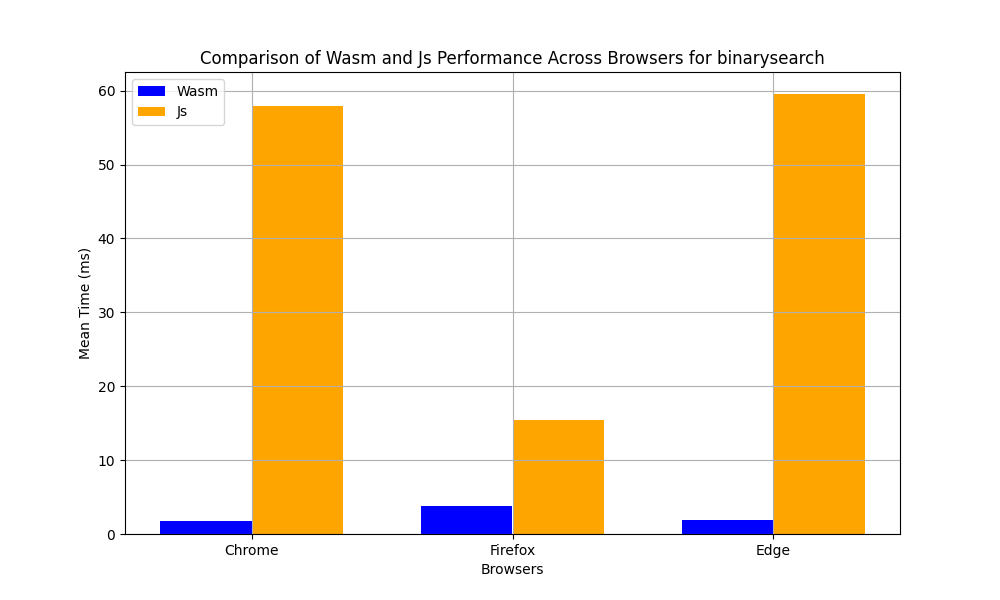 Comparison of Wasm and Js Performance Across Browsers for binarysearch
Wasm
Js
60
50
40
30
20
10
0
Mean Time (ms)
Chrome Firefox Edge
Browsers